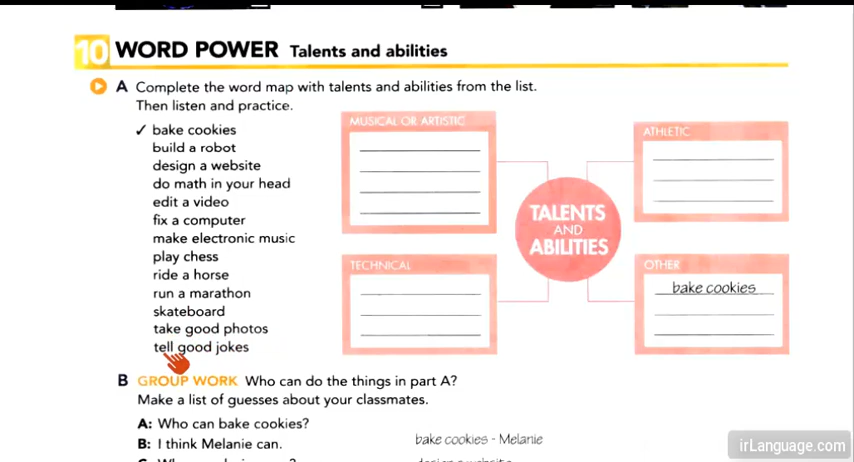 10 WORD POWER Talents and abilities
A Complete the word map with talents and abilities from the list.
Then listen and practice.
✓ bake cookies
build a robot
design a website
do math in your head
edit a video
fix a computer
make electronic music
play chess
ride a horse
run a marathon
skateboard
take good photos
tell good jokes
MUSICAL OR ARTISTIC
ATHLETIC
TALENTS
AND
ABILITIES
TECHNICAL
OTHER
bake cookies
B GROUP WORK Who can do the things in part A?
Make a list of guesses about your classmates.
A: Who can bake cookies?
B: I think Melanie can.
bake cookies - Melanie
irLanguage.com